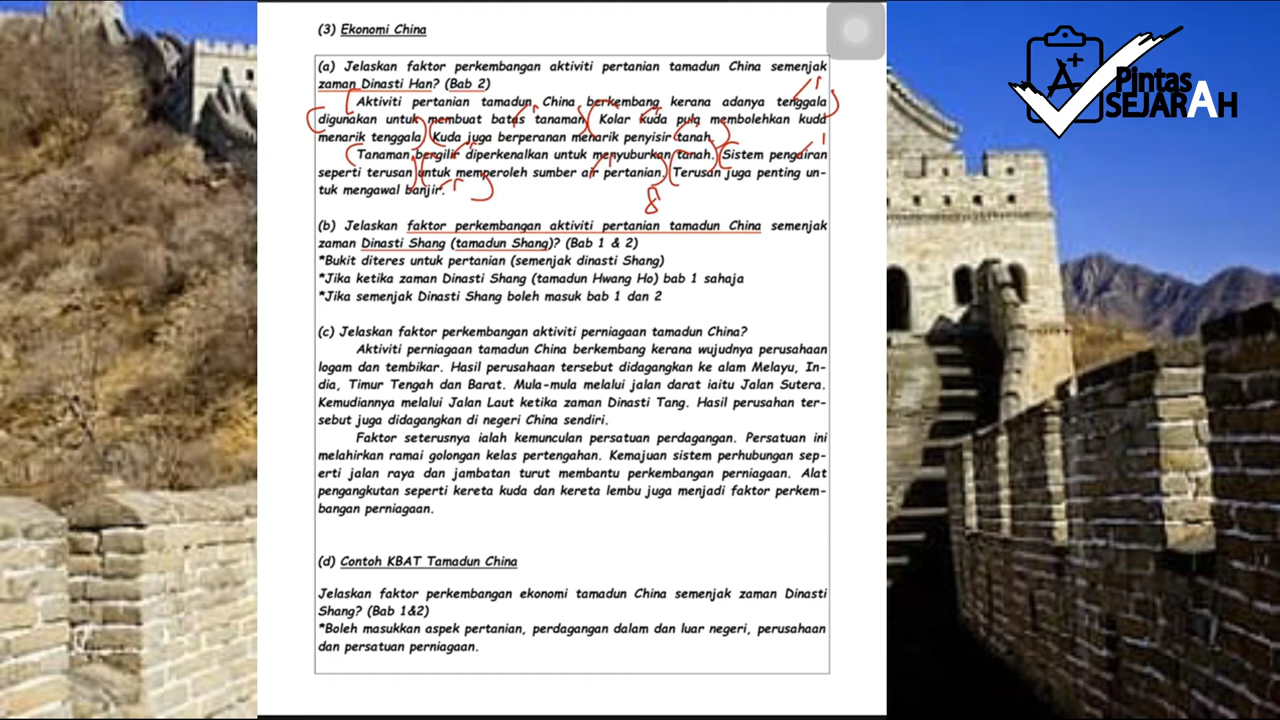 (3) Ekonomi China
(a) Jelaskan faktor perkembangan aktiviti pertanian tamadun China semenjak
zaman Dinasti Han? (Bab 2)
Aktiviti pertanian tamadun China berkembang kerana adanya tenggala
digunakan untuk membuat batas tanaman. Kolar kuda pula membolehkan kuda
menarik tenggala. Kuda juga berperanan menarik penyisir tanah.
Tanaman bergilir diperkenalkan untuk menyuburkan tanah. Sistem pengairan
seperti terusan untuk memperoleh sumber air pertanian. Terusan juga penting un-
tuk mengawal banjir.
8
(b) Jelaskan faktor perkembangan aktiviti pertanian tamadun China semenjak
zaman Dinasti Shang (tamadun Shang)? (Bab 1 & 2)
*Bukit diteres untuk pertanian (semenjak dinasti Shang)
*Jika ketika zaman Dinasti Shang (tamadun Hwang Ho) bab 1 sahaja
*Jika semenjak Dinasti Shang boleh masuk bab 1 dan 2
(c) Jelaskan faktor perkembangan aktiviti perniagaan tamadun China?
Aktiviti perniagaan tamadun China berkembang kerana wujudnya perusahaan
logam dan tembikar. Hasil perusahaan tersebut didagangkan ke alam Melayu, In-
dia, Timur Tengah dan Barat. Mula-mula melalui jalan darat iaitu Jalan Sutera.
Kemudiannya melalui Jalan Laut ketika zaman Dinasti Tang. Hasil perusahan ter-
sebut juga didagangkan di negeri China sendiri.
Faktor seterusnya ialah kemunculan persatuan perdagangan. Persatuan ini
melahirkan ramai golongan kelas pertengahan. Kemajuan sistem perhubungan sep-
erti jalan raya dan jambatan turut membantu perkembangan perniagaan. Alat
pengangkutan seperti kereta kuda dan kereta lembu juga menjadi faktor perkem-
bangan perniagaan.
(d) Contoh KBAT Tamadun China
Jelaskan faktor perkembangan ekonomi tamadun China semenjak zaman Dinasti
Shang? (Bab 1&2)
*Boleh masukkan aspek pertanian, perdagangan dalam dan luar negeri, perusahaan
dan persatuan perniagaan.
A+
Pintas
SEJARAH